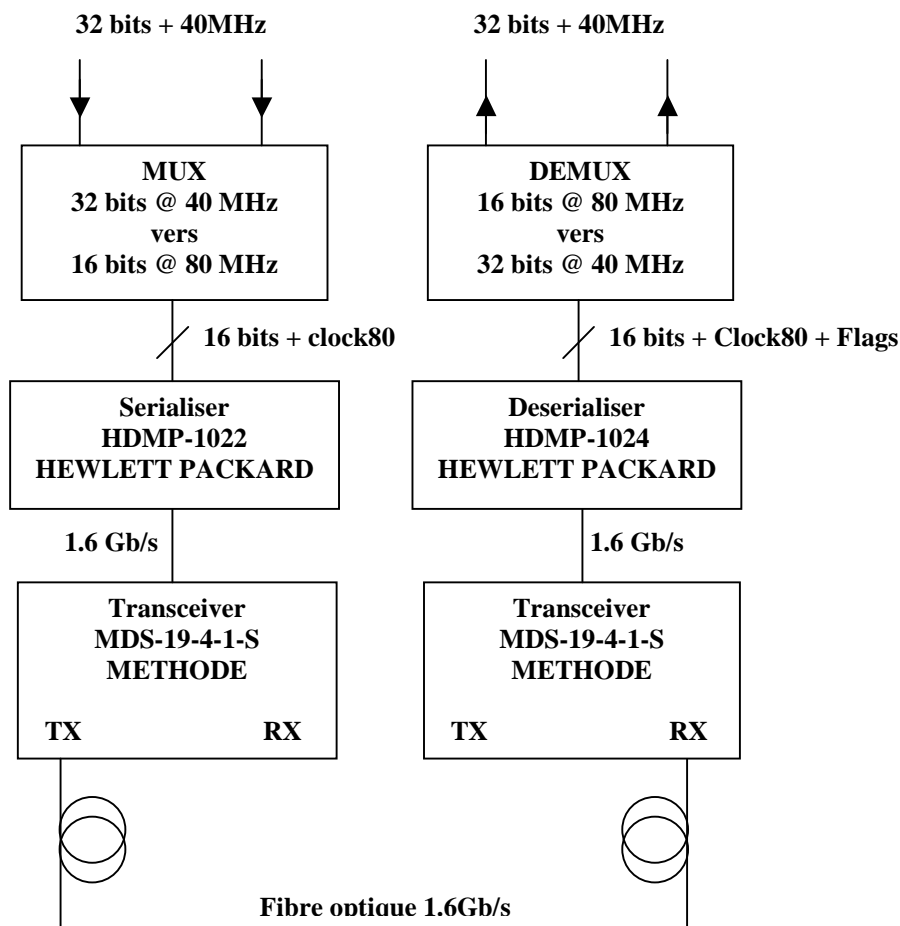 32 bits + 40MHz
32 bits + 40MHz
MUX
32 bits @ 40 MHz
vers
16 bits @ 80 MHz
DEMUX
16 bits @ 80 MHz
vers
32 bits @ 40 MHz
16 bits + clock80
16 bits + Clock80 + Flags
Serialiser
HDMP-1022
HEWLETT PACKARD
Deserialiser
HDMP-1024
HEWLETT PACKARD
1.6 Gb/s
1.6 Gb/s
Transceiver
MDS-19-4-1-S
METHODE
TX RX
Transceiver
MDS-19-4-1-S
METHODE
TX RX
Fibre optique 1.6Gb/s